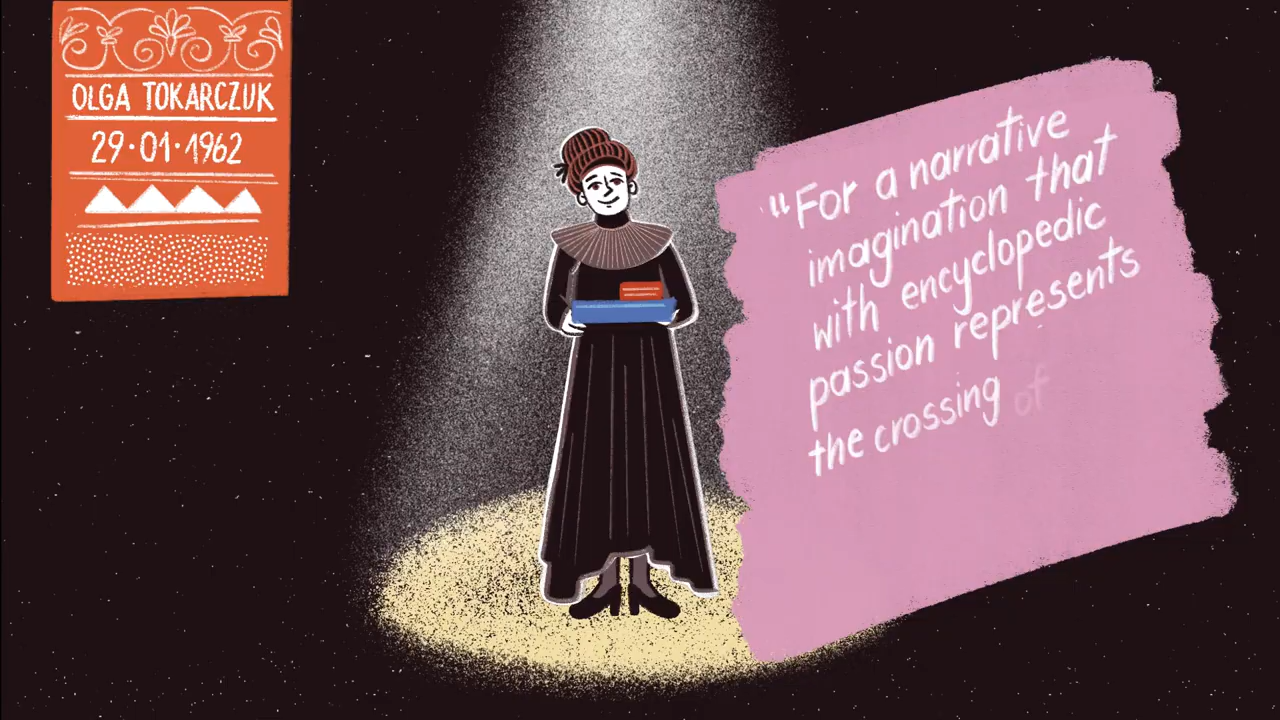 OLGA TOKARCZUK
29·01·1962
“For a narrative
imagination that
with encyclopedic
passion represents
the crossing of